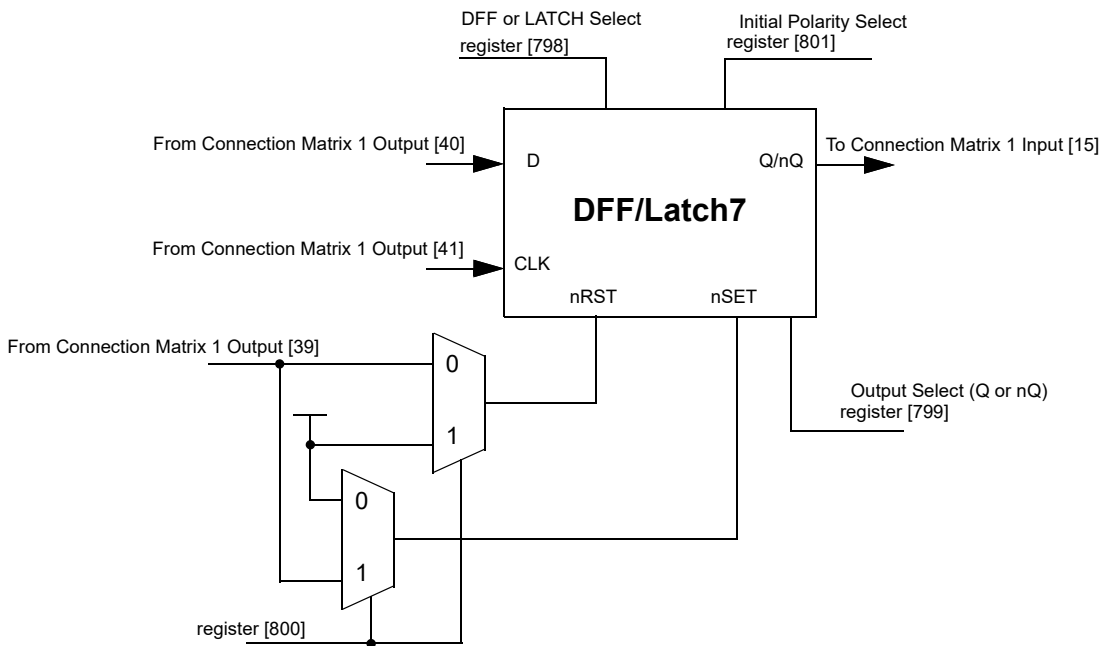 DFF or LATCH Select
register [798]
Initial Polarity Select
register [801]
From Connection Matrix 1 Output [40]
D
Q/nQ
To Connection Matrix 1 Input [15]
DFF/Latch7
From Connection Matrix 1 Output [41]
CLK
nRST
nSET
From Connection Matrix 1 Output [39]
0
1
Output Select (Q or nQ)
register [799]
0
1
register [800]